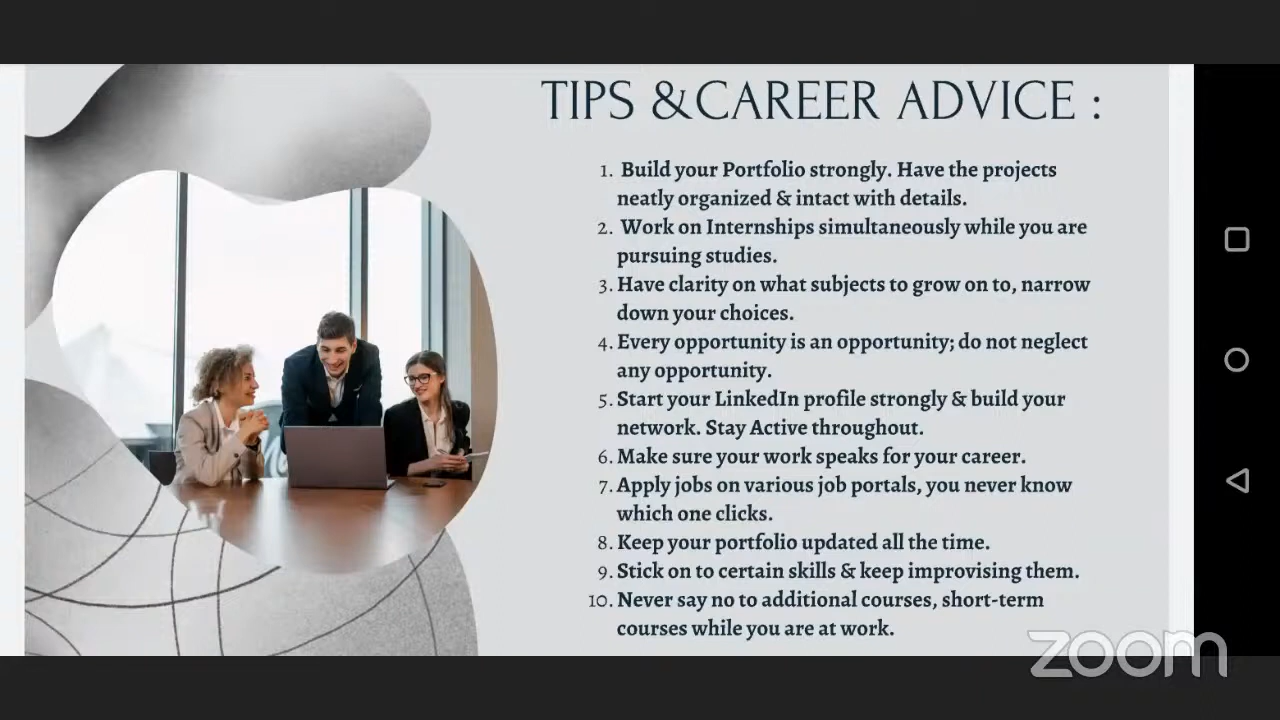 TIPS &CAREER ADVICE :
1. Build your Portfolio strongly. Have the projects
neatly organized & intact with details.
2. Work on Internships simultaneously while you are
pursuing studies.
3. Have clarity on what subjects to grow on to, narrow
down your choices.
4. Every opportunity is an opportunity; do not neglect
any opportunity.
5. Start your LinkedIn profile strongly & build your
network. Stay Active throughout.
6. Make sure your work speaks for your career.
7. Apply jobs on various job portals, you never know
which one clicks.
8. Keep your portfolio updated all the time.
9. Stick on to certain skills & keep improvising them.
10. Never say no to additional courses, short-term
courses while you are at work.
zoom